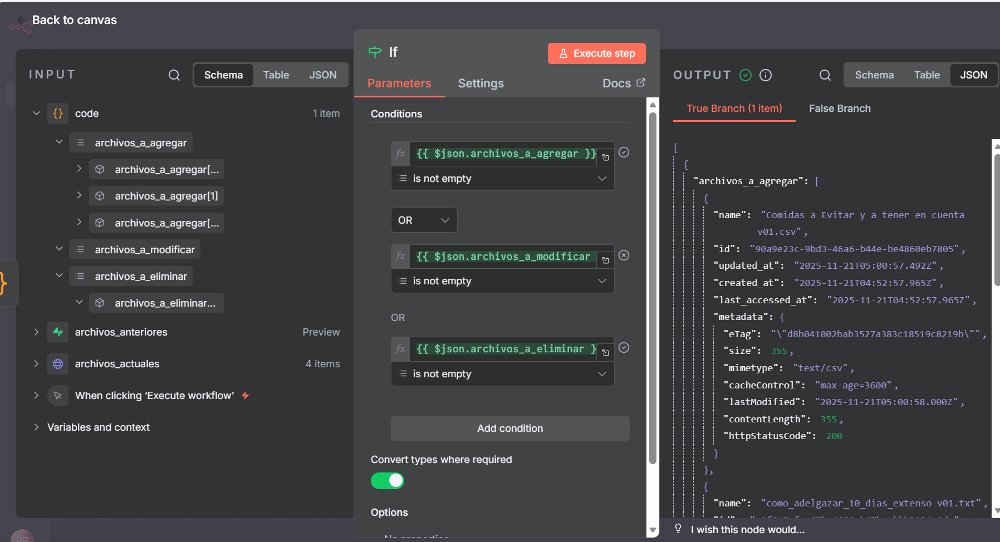 Back to canvas
INPUT
Schema
Table
JSON
code
1 item
archivos_a_agregar
archivos_a_agregar[...
archivos_a_agregar[1]
archivos_a_agregar[...
archivos_a_modificar
archivos_a_eliminar
archivos_a_eliminar...
archivos_anteriores
Preview
archivos_actuales
4 items
When clicking ‘Execute workflow’
Variables and context
If
Execute step
Parameters
Settings
Docs
Conditions
fx {{ $json.archivos_a_agregar }}
is not empty
OR
fx {{ $json.archivos_a_modificar
is not empty
OR
fx {{ $json.archivos_a_eliminar }
is not empty
Add condition
Convert types where required
Options
No properties
OUTPUT
Schema
Table
JSON
True Branch (1 item)
False Branch
[
{
"archivos_a_agregar": [
{
"name": "Comidas a Evitar y a tener en cuenta
v01.csv",
"id": "90a9e23c-9bd3-46a6-b44e-be4860eb7805",
"updated_at": "2025-11-21T05:00:57.492Z",
"created_at": "2025-11-21T04:52:57.965Z",
"last_accessed_at": "2025-11-21T04:52:57.965Z",
"metadata": {
"eTag": "\"d8b041002bab3527a383c18519c8219b\"",
"size": 355,
"mimetype": "text/csv",
"cacheControl": "max-age=3600",
"lastModified": "2025-11-21T05:00:58.000Z",
"contentLength": 355,
"httpStatusCode": 200
}
},
{
"name": "como_adelgazar_10_dias_extenso v01.txt",
I wish this node would...